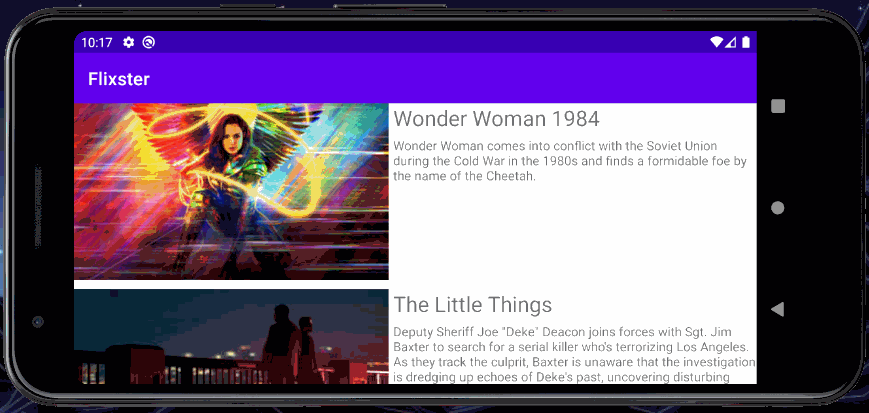 10:17
Flixster
Wonder Woman 1984
Wonder Woman comes into conflict with the Soviet Union
during the Cold War in the 1980s and finds a formidable foe by
the name of the Cheetah.
The Little Things
Deputy Sheriff Joe "Deke" Deacon joins forces with Sgt. Jim
Baxter to search for a serial killer who's terrorizing Los Angeles.
As they track the culprit, Baxter is unaware that the investigation
is dredging up echoes of Deke's past, uncovering disturbing